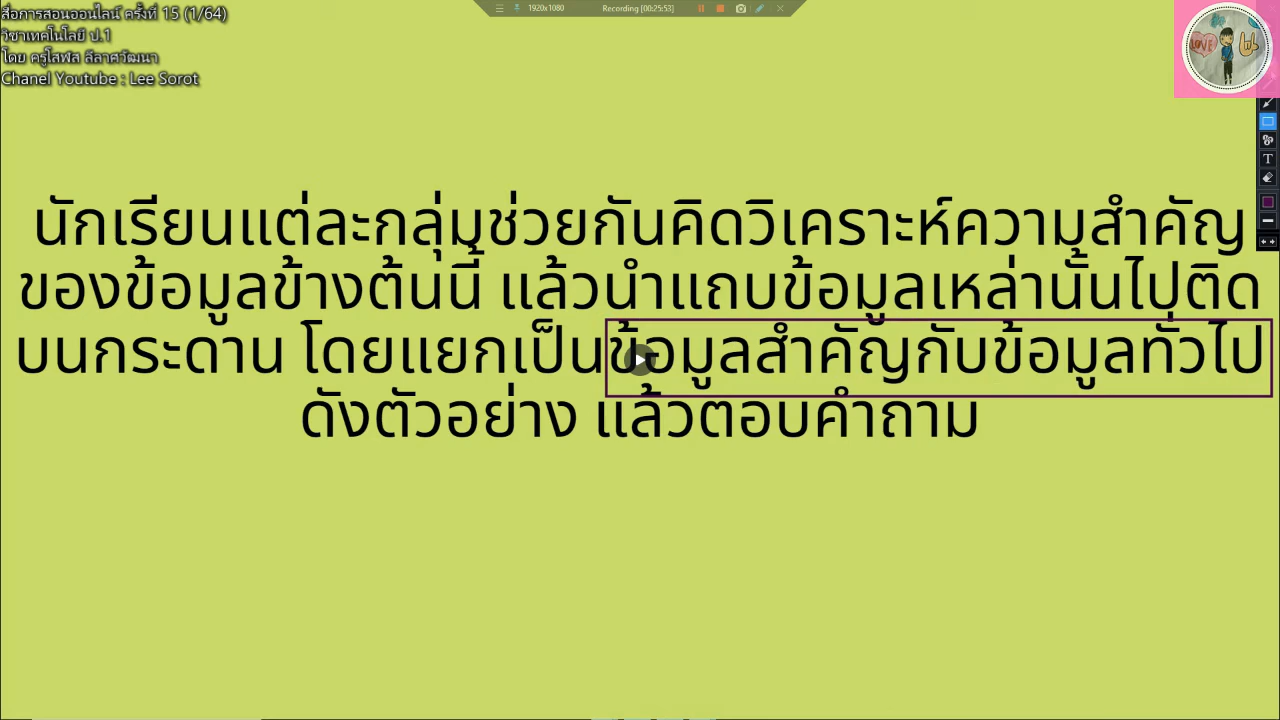 สื่อการสอนออนไลน์ ครั้งที่ 15 (1/64)
วิชาเทคโนโลยี ป.1
โดย ครูโสฬส ลีลาศวัฒนา
Chanel Youtube : Lee Sorot
1920x1080
Recording [00:25:53]
LOVE
T
นักเรียนแต่ละกลุ่มช่วยกันคิดวิเคราะห์ความสำคัญ
ของข้อมูลข้างต้นนี้ แล้วนำแถบข้อมูลเหล่านั้นไปติด
บนกระดาน โดยแยกเป็นข้อมูลสำคัญกับข้อมูลทั่วไป
ดังตัวอย่าง แล้วตอบคำถาม